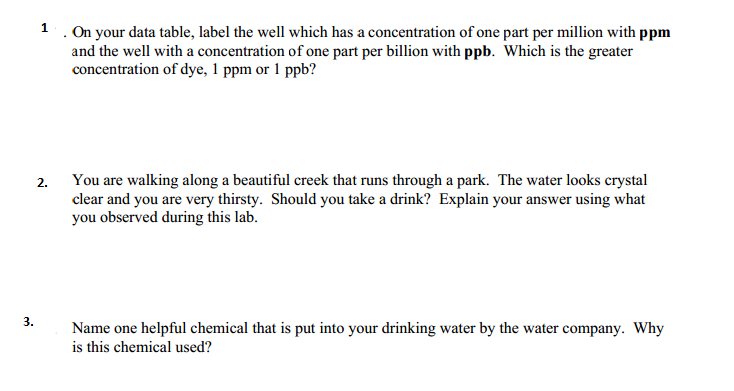 1 . On your data table, label the well which has a concentration of one part per million with ppm
and the well with a concentration of one part per billion with ppb. Which is the greater
concentration of dye, 1 ppm or 1 ppb?
2. You are walking along a beautiful creek that runs through a park. The water looks crystal
clear and you are very thirsty. Should you take a drink? Explain your answer using what
you observed during this lab.
3. Name one helpful chemical that is put into your drinking water by the water company. Why
is this chemical used?